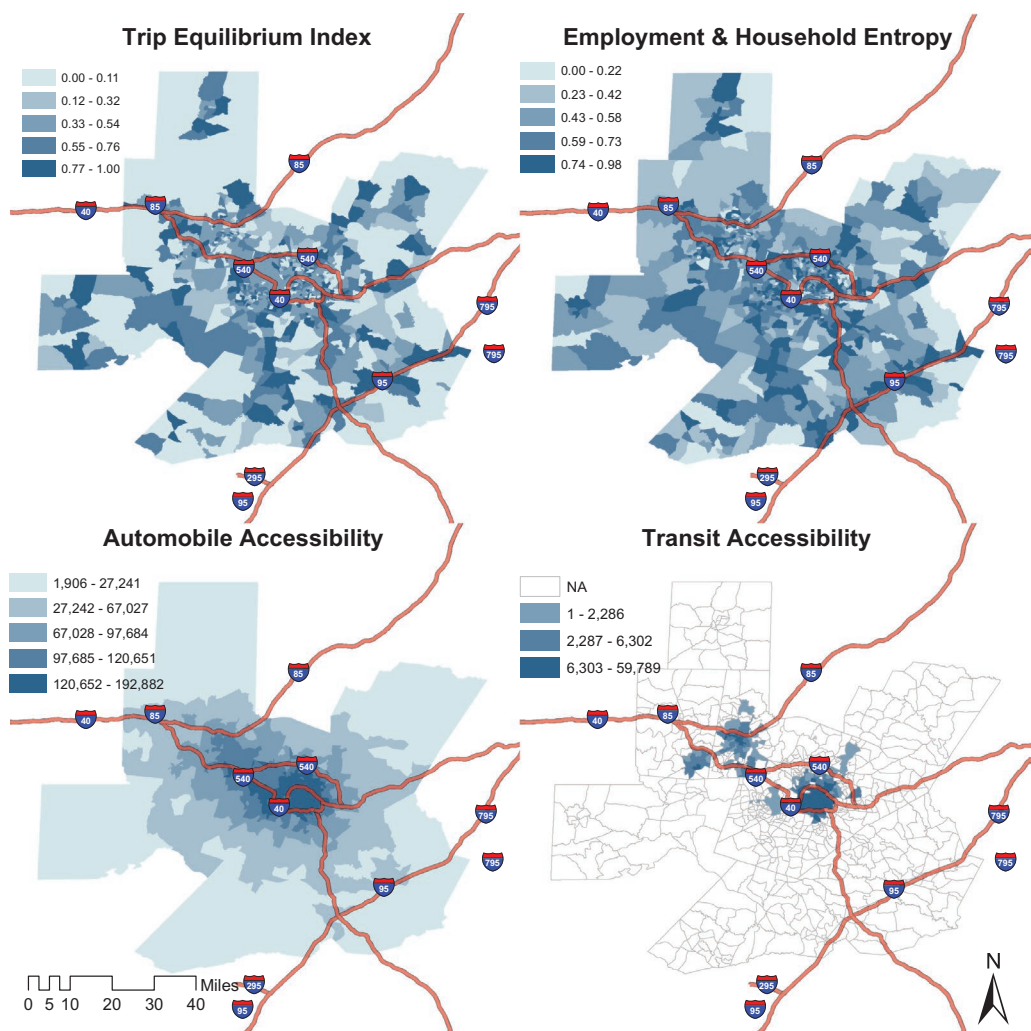 Trip Equilibrium Index
0.00 - 0.11
0.12 - 0.32
0.33 - 0.54
0.55 - 0.76
0.77 - 1.00
85
40
85
540
540
40
795
795
95
295
95
Employment & Household Entropy
0.00 - 0.22
0.23 - 0.42
0.43 - 0.58
0.59 - 0.73
0.74 - 0.98
85
40
85
540
540
40
795
795
95
295
95
Automobile Accessibility
1,906 - 27,241
27,242 - 67,027
67,028 - 97,684
97,685 - 120,651
120,652 - 192,882
85
40
85
540
540
40
795
795
95
295
95
Miles
0 5 10 20 30 40
Transit Accessibility
NA
1 - 2,286
2,287 - 6,302
6,303 - 59,789
85
40
85
540
540
40
795
795
95
295
95
N